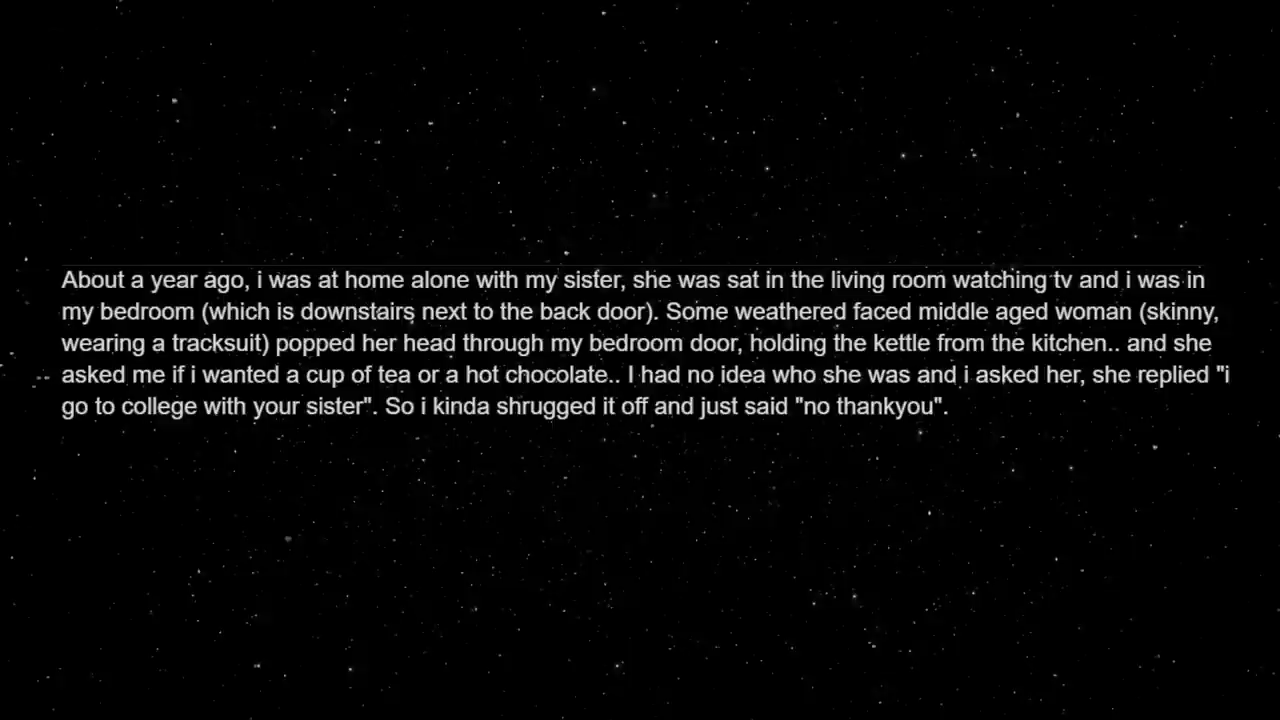 About a year ago, i was at home alone with my sister, she was sat in the living room watching tv and i was in
my bedroom (which is downstairs next to the back door). Some weathered faced middle aged woman (skinny,
wearing a tracksuit) popped her head through my bedroom door, holding the kettle from the kitchen.. and she
asked me if i wanted a cup of tea or a hot chocolate.. I had no idea who she was and i asked her, she replied "i
go to college with your sister". So i kinda shrugged it off and just said "no thankyou".